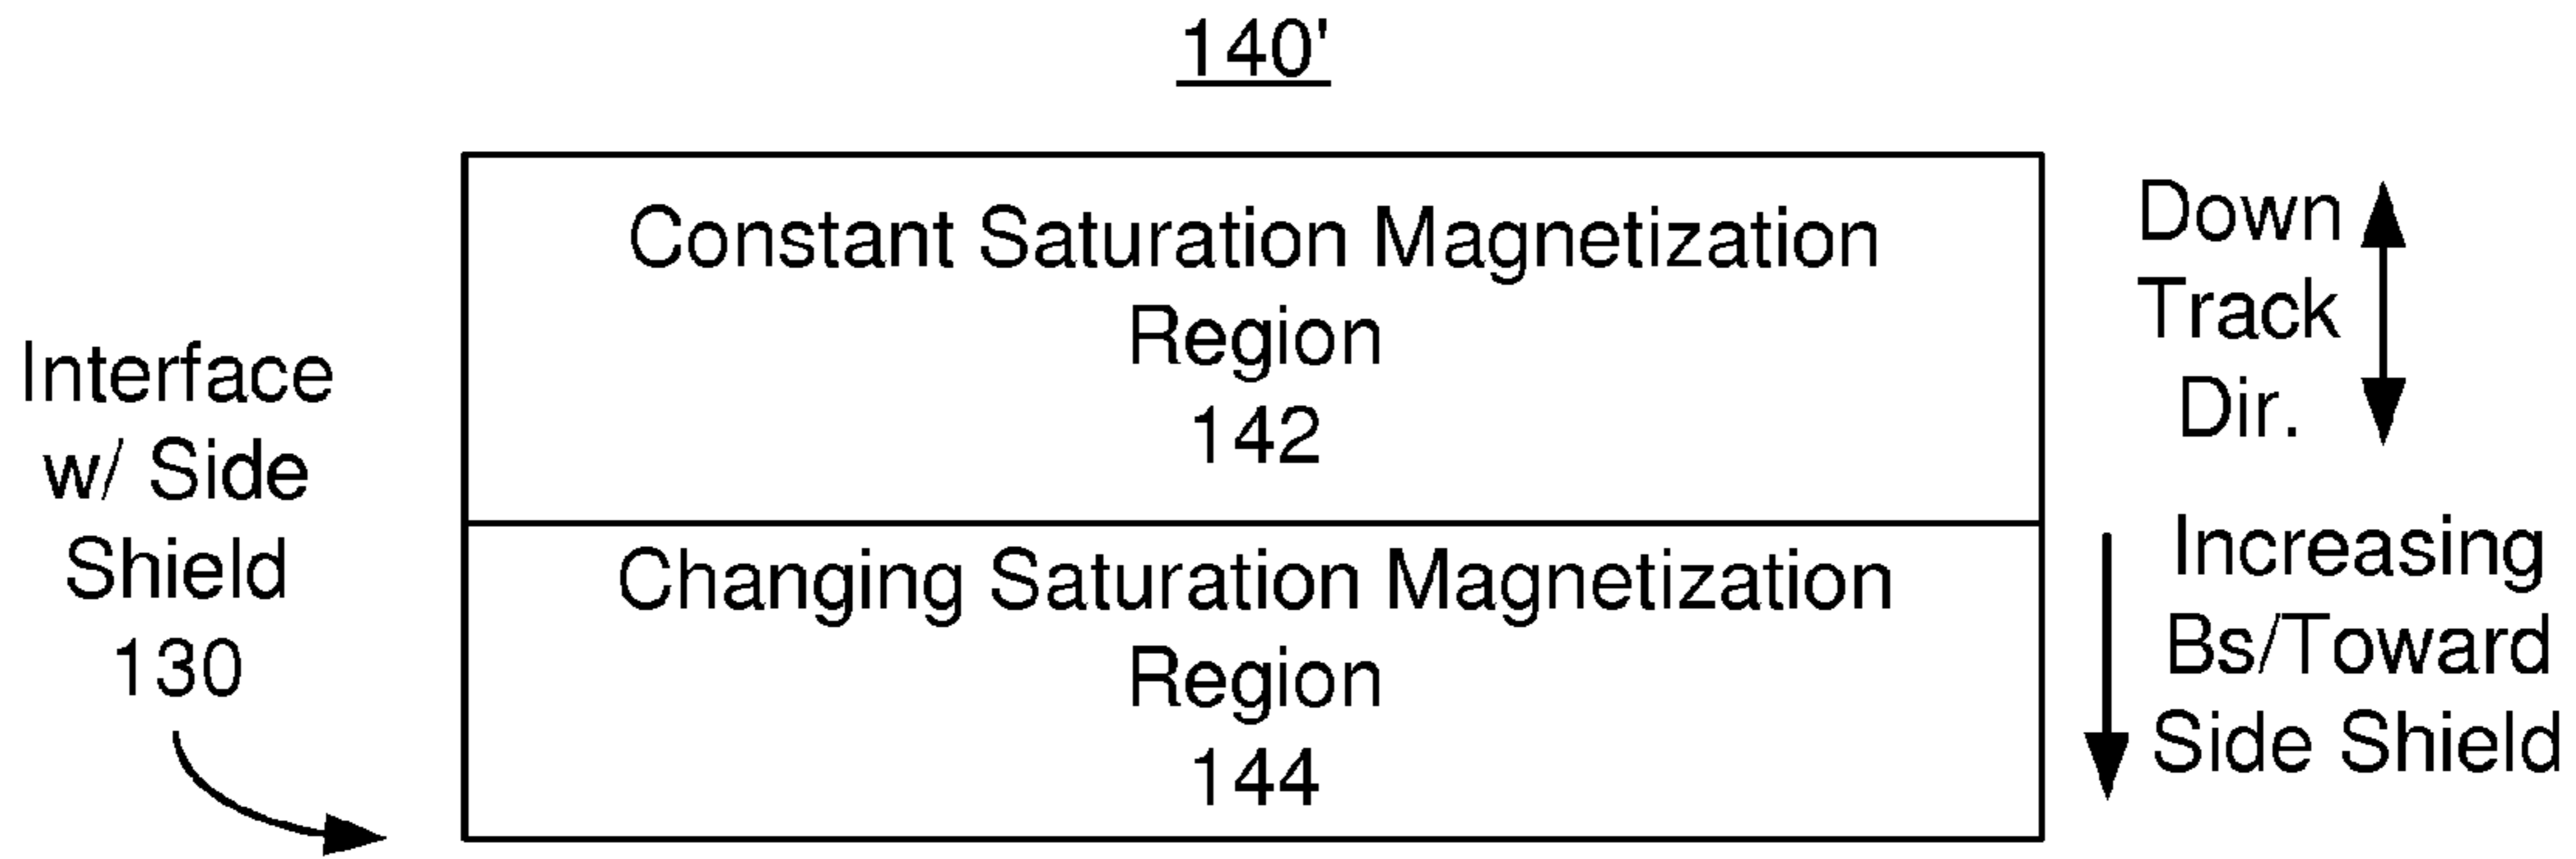 140'
Constant Saturation Magnetization
Region
142
Down
Track
Dir.
Interface
w/ Side
Shield
130
Changing Saturation Magnetization
Region
144
Increasing
Bs/Toward
Side Shield